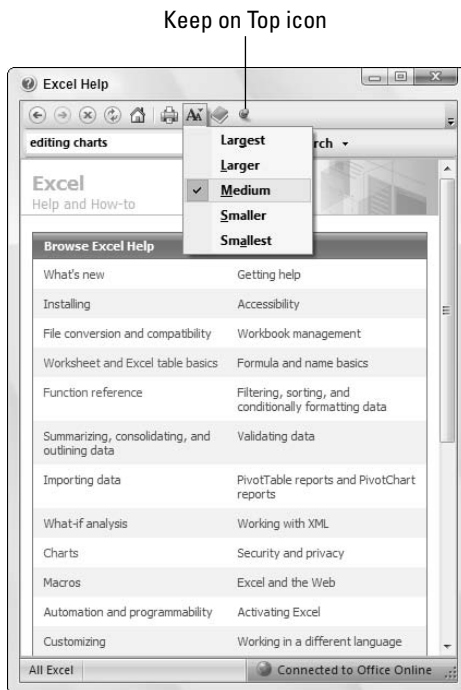 Keep on Top icon
Excel Help
editing charts
rch
Largest
Larger
Medium
Smaller
Smallest
Excel
Help and How-to
Browse Excel Help
What's new
Getting help
Installing
Accessibility
File conversion and compatibility
Workbook management
Worksheet and Excel table basics
Formula and name basics
Function reference
Filtering, sorting, and
conditionally formatting data
Summarizing, consolidating, and
outlining data
Validating data
Importing data
PivotTable reports and PivotChart
reports
What-if analysis
Working with XML
Charts
Security and privacy
Macros
Excel and the Web
Automation and programmability
Activating Excel
Customizing
Working in a different language
All Excel
Connected to Office Online